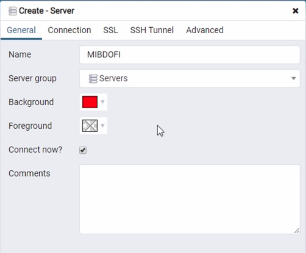 Create - Server
General Connection SSL SSH Tunnel Advanced
Name MIBDOFI
Server group Servers
Background
Foreground
Connect now?
Comments